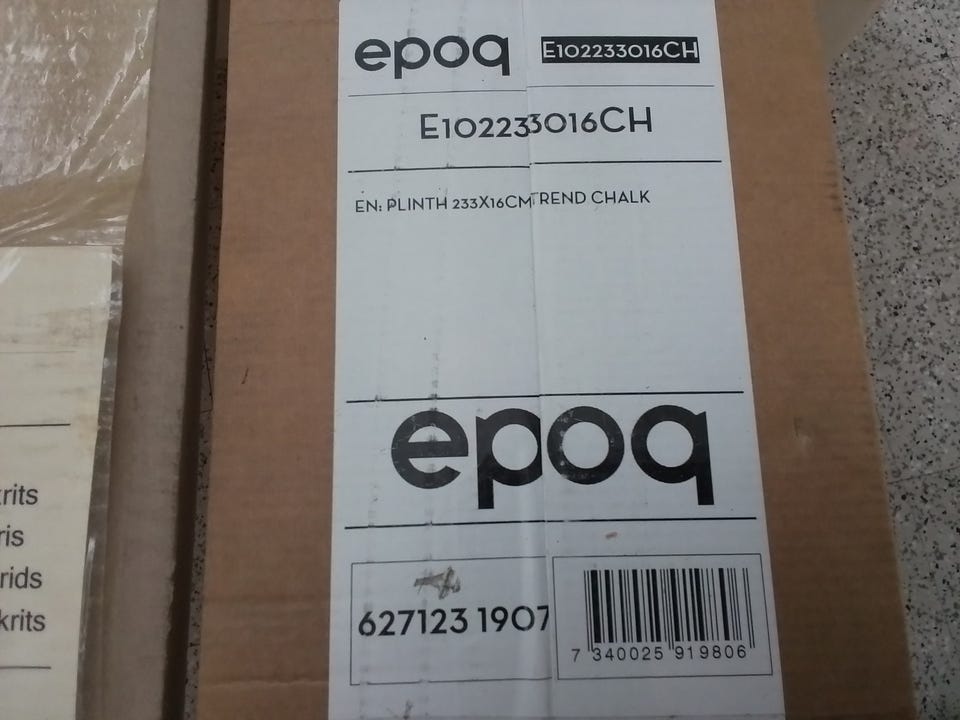 epoq E102233016CH
E102233016CH
EN: PLINTH 233X16CM TREND CHALK
epoq
627123 1907
7 340025 919806
krits
ris
rids
krits